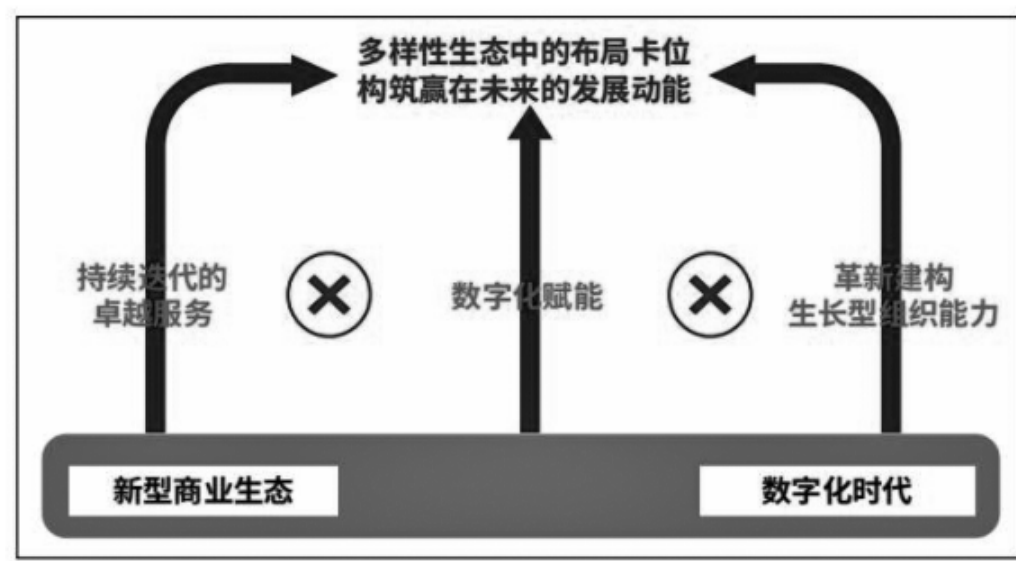 多样性生态中的布局卡位
构筑赢在未来的发展动能
持续迭代的
卓越服务
数字化赋能
革新建构
生长型组织能力
新型商业生态
数字化时代